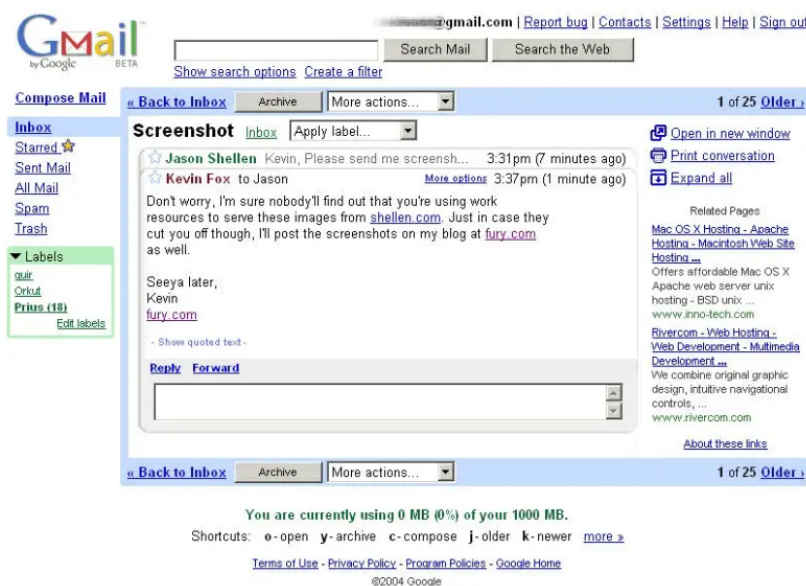 @gmail.com | Report bug | Contacts | Settings | Help | Sign out
Gmail
by Google BETA
Search Mail Search the Web
Show search options Create a filter
Compose Mail
Inbox
Starred
Sent Mail
All Mail
Spam
Trash
Labels
quir
Orkut
Prius (18)
Edit labels
« Back to Inbox Archive More actions... 1 of 25 Older ›
Screenshot Inbox Apply label...
Jason Shellen Kevin, Please send me screensh... 3:31pm (7 minutes ago)
Kevin Fox to Jason More options 3:37pm (1 minute ago)
Don't worry, I'm sure nobody'll find out that you're using work
resources to serve these images from shellen.com. Just in case they
cut you off though, I'll post the screenshots on my blog at fury.com
as well.
Seeya later,
Kevin
fury.com
- Show quoted text -
Reply Forward
Open in new window
Print conversation
Expand all
Related Pages
Mac OS X Hosting - Apache
Hosting - Macintosh Web Site
Hosting ...
Offers affordable Mac OS X
Apache web server unix
hosting - BSD unix ...
www.inno-tech.com
Rivercom - Web Hosting -
Web Development - Multimedia
Development ...
We combine original graphic
design, intuitive navigational
controls, ...
www.rivercom.com
About these links
« Back to Inbox Archive More actions... 1 of 25 Older ›
You are currently using 0 MB (0%) of your 1000 MB.
Shortcuts: o - open y - archive c - compose j - older k - newer more »
Terms of Use - Privacy Policy - Program Policies - Google Home
©2004 Google